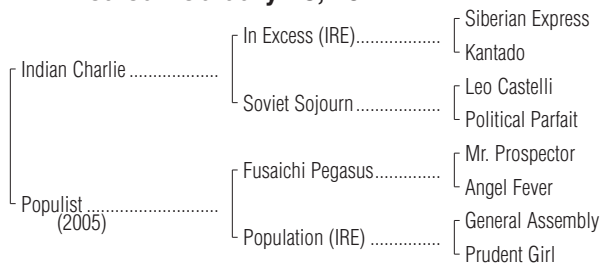 Siberian Express
In Excess (IRE)
Kantado
Indian Charlie
Leo Castelli
Soviet Sojourn
Political Parfait
Mr. Prospector
Fusaichi Pegasus
Angel Fever
Populist
(2005)
General Assembly
Population (IRE)
Prudent Girl